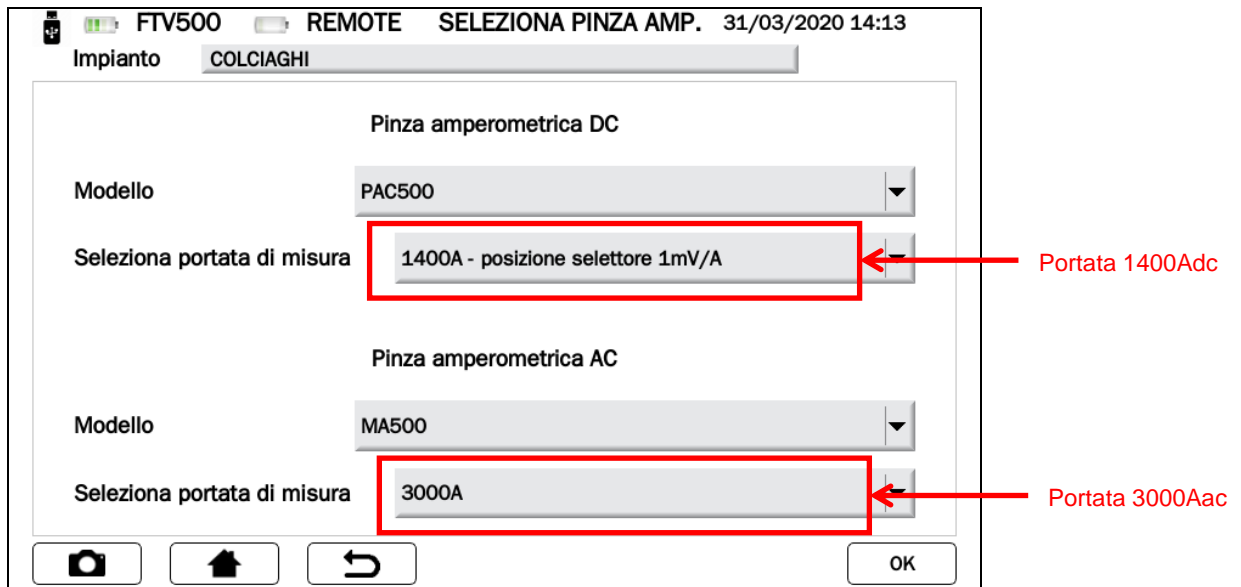 FTV500 REMOTE SELEZIONA PINZA AMP. 31/03/2020 14:13
Impianto COLCIAGHI
Pinza amperometrica DC
Modello PAC500
Seleziona portata di misura 1400A - posizione selettore 1mV/A
Portata 1400Adc
Pinza amperometrica AC
Modello MA500
Seleziona portata di misura 3000A
Portata 3000Aac
OK